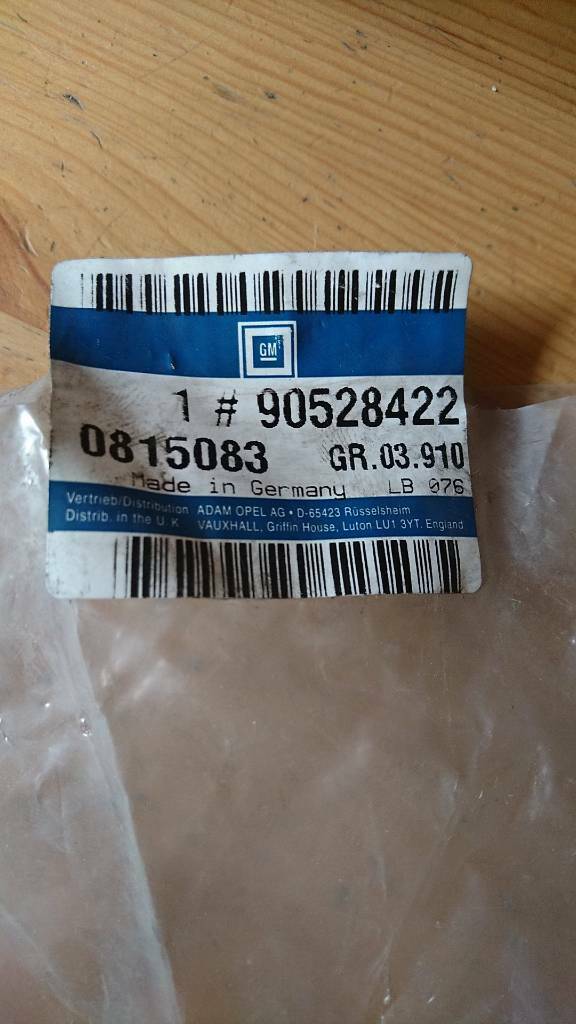 GM
1 # 90528422
0815083 GR.03.910
Made in Germany LB 076
Vertrieb/Distribution ADAM OPEL AG • D-65423 Rüsselsheim
Distrib. in the U.K VAUXHALL, Griffin House, Luton LU1 3YT. England